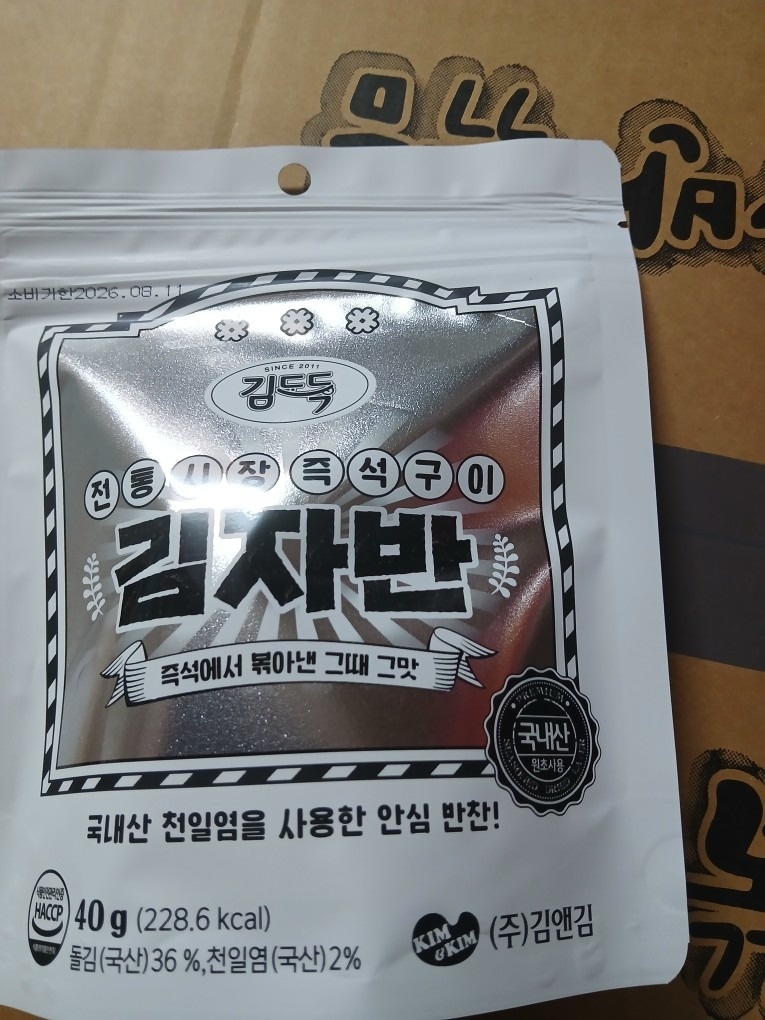 소비기한2026.08.11
SINCE 2011
김드득
전통시장 즉석구이
김자반
즉석에서 볶아낸 그때 그맛
PREMIUM
국내산
원초사용
국내산 천일염을 사용한 안심 반찬!
HACCP
40g (228.6 kcal)
돌김(국산)36 %,천일염(국산)2%
KIM
&KIM
(주)김앤김